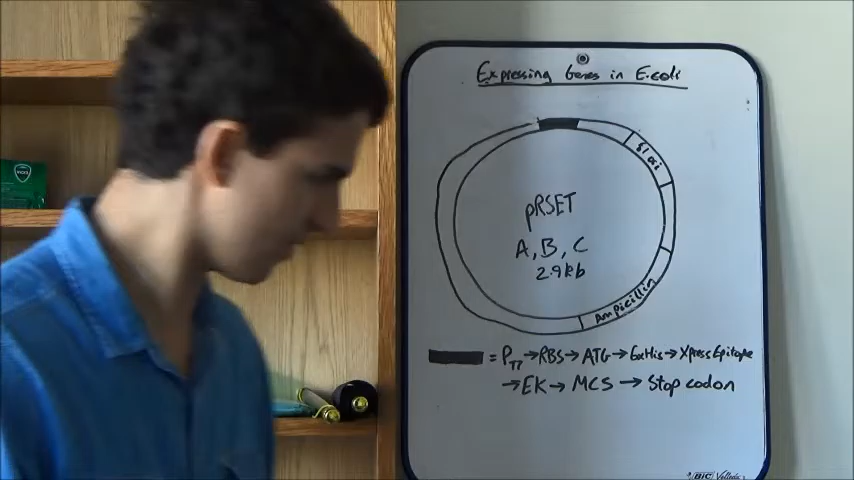 Expressing Genes in E.coli
f1 ori
pRSET
A, B, C
2.9kb
Ampicillin
= PT7→RBS→ATG→6xHis→Xpress Epitope
→EK→MCS→Stop codon
BIC Velleda